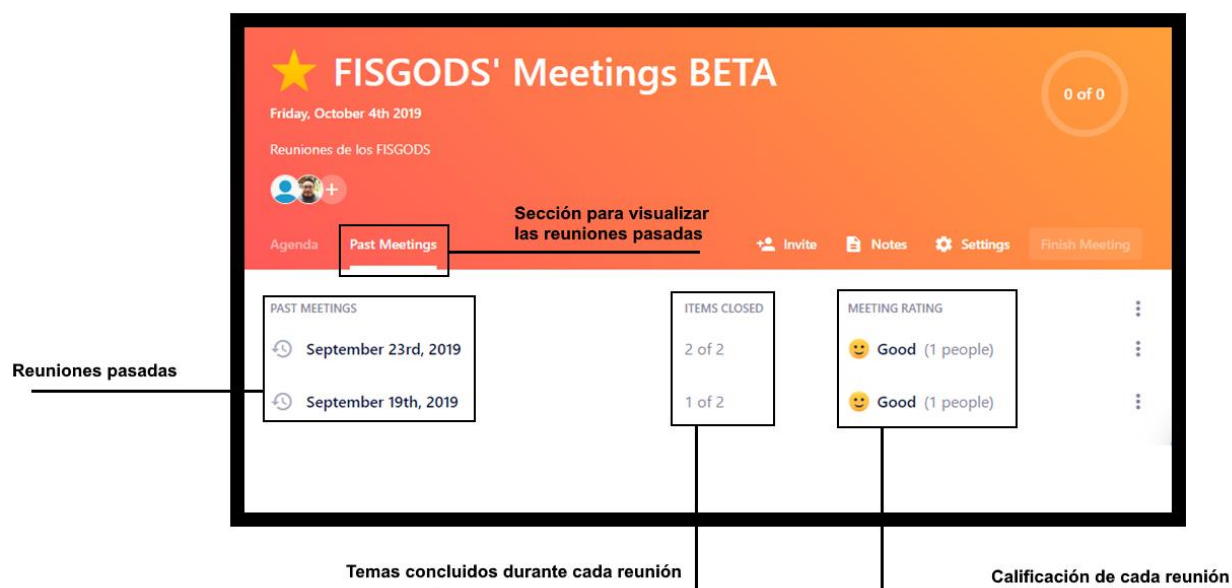 FISGODS' Meetings BETA
0 of 0
Friday, October 4th 2019
Reuniones de los FISGODS
+
Sección para visualizar
las reuniones pasadas
Agenda Past Meetings Invite Notes Settings Finish Meeting
PAST MEETINGS ITEMS CLOSED MEETING RATING
September 23rd, 2019 2 of 2 Good (1 people)
Reuniones pasadas
September 19th, 2019 1 of 2 Good (1 people)
Temas concluidos durante cada reunión
Calificación de cada reunión